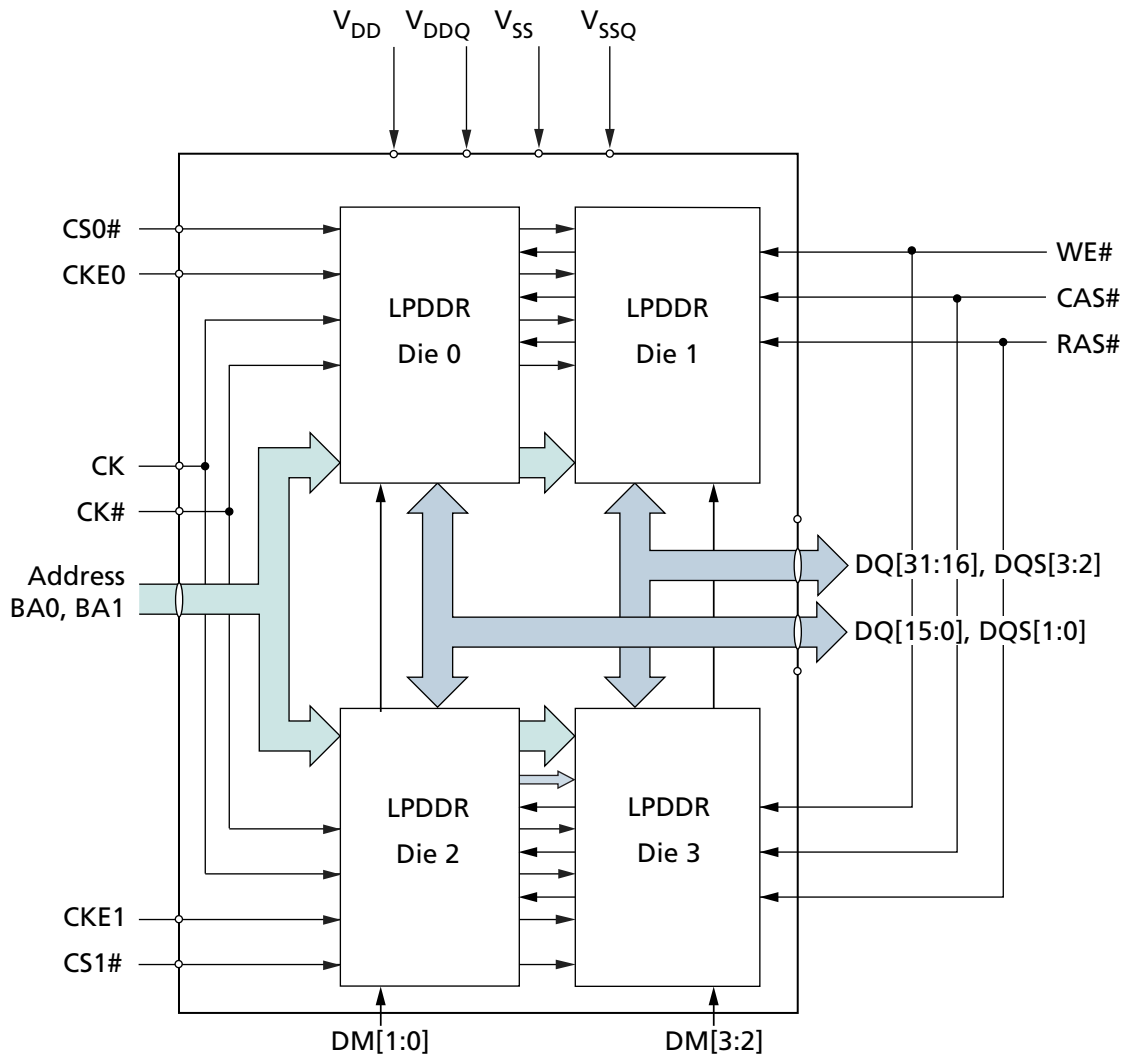 VDD VDDQ VSS VSSQ
CS0#
CKE0
CK
CK#
Address
BA0, BA1
CKE1
CS1#
LPDDR
Die 0
LPDDR
Die 1
LPDDR
Die 2
LPDDR
Die 3
WE#
CAS#
RAS#
DQ[31:16], DQS[3:2]
DQ[15:0], DQS[1:0]
DM[1:0] DM[3:2]